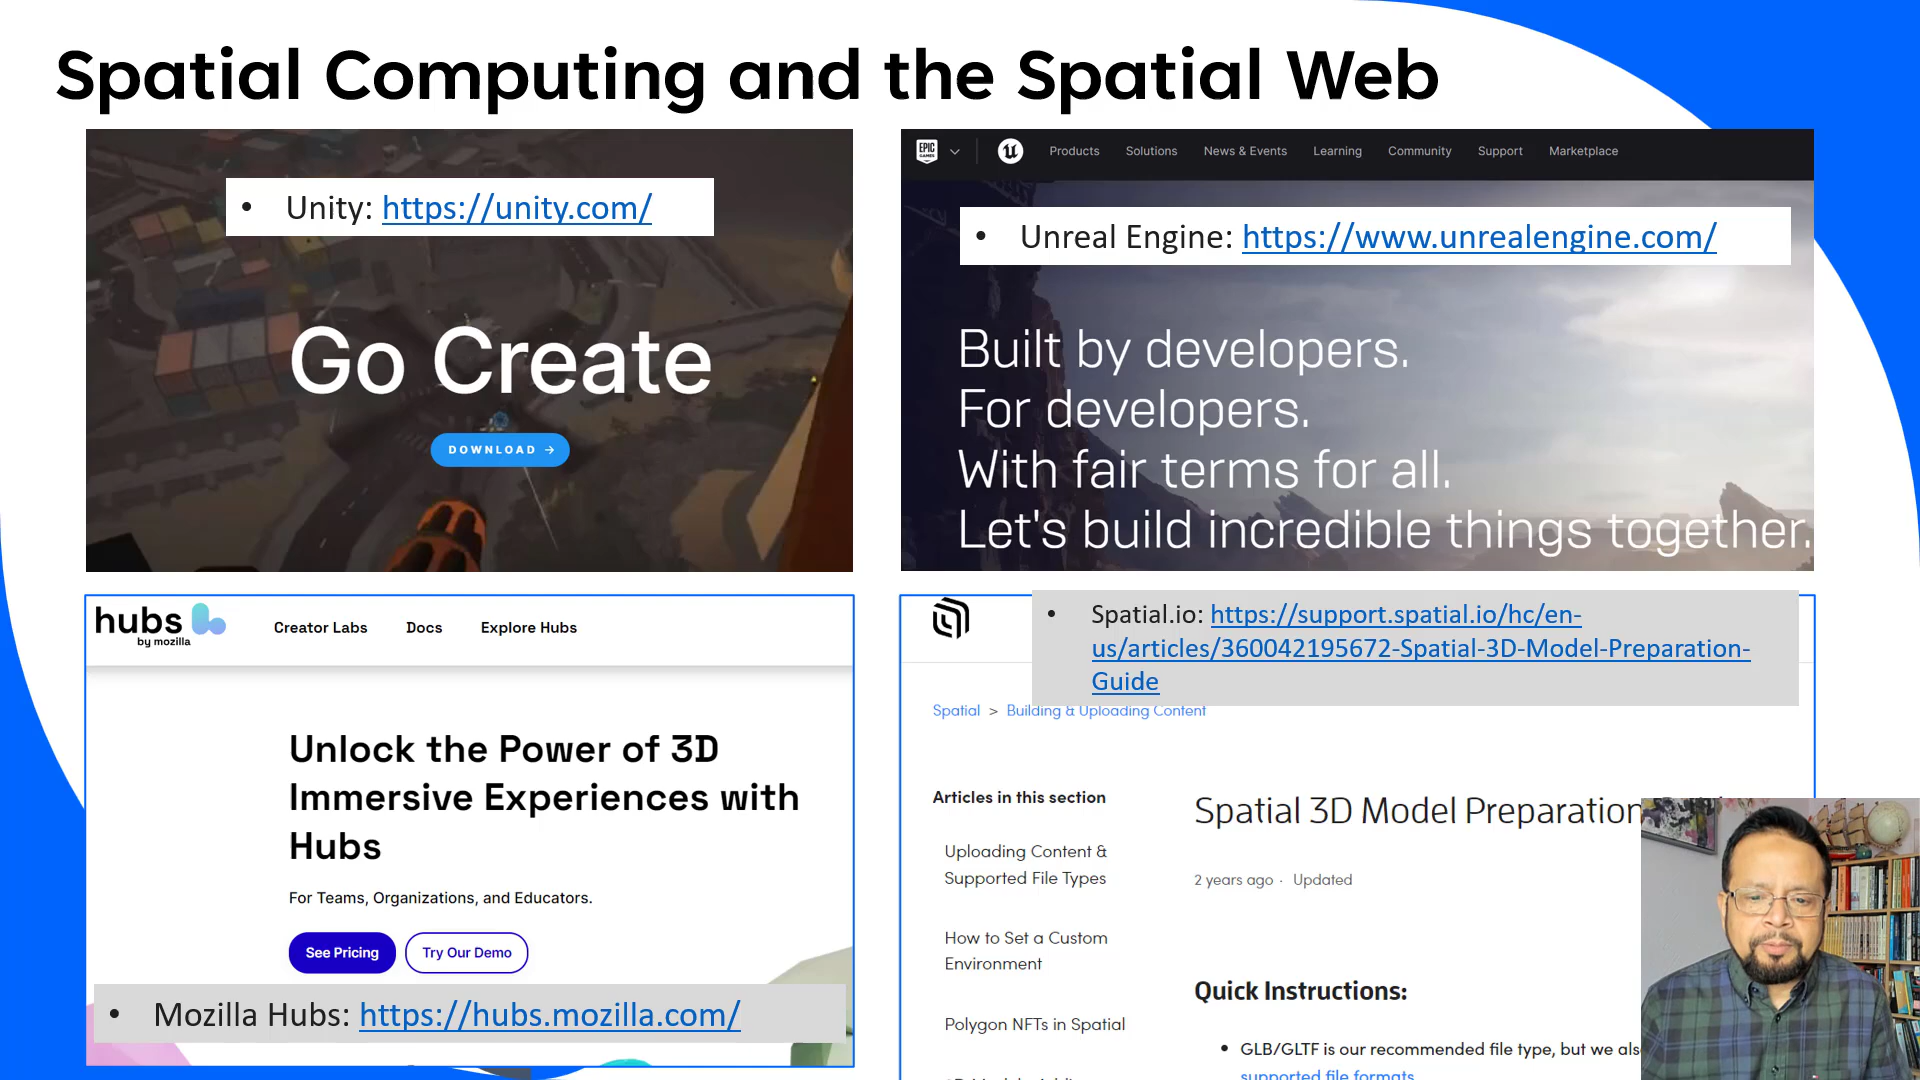 Spatial Computing and the Spatial Web
• Unity: https://unity.com/
Go Create
DOWNLOAD →
EPIC GAMES
Products Solutions News & Events Learning Community Support Marketplace
• Unreal Engine: https://www.unrealengine.com/
Built by developers.
For developers.
With fair terms for all.
Let's build incredible things together.
hubs
by mozilla
Creator Labs Docs Explore Hubs
Unlock the Power of 3D
Immersive Experiences with
Hubs
For Teams, Organizations, and Educators.
See Pricing Try Our Demo
• Mozilla Hubs: https://hubs.mozilla.com/
• Spatial.io: https://support.spatial.io/hc/en-
us/articles/360042195672-Spatial-3D-Model-Preparation-
Guide
Spatial > Building & Uploading Content
Articles in this section
Uploading Content &
Supported File Types
How to Set a Custom
Environment
Polygon NFTs in Spatial
Spatial 3D Model Preparation
2 years ago · Updated
Quick Instructions:
• GLB/GLTF is our recommended file type, but we
supported file formats